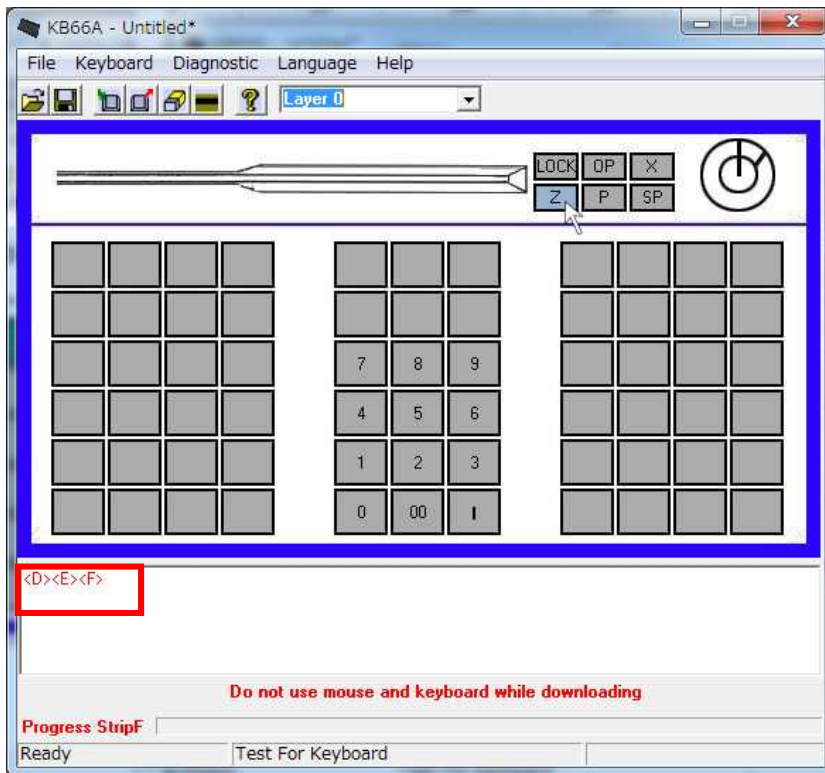 KB66A - Untitled*
File Keyboard Diagnostic Language Help
Layer 0
LOCK OP X
Z P SP
7 8 9
4 5 6
1 2 3
0 00 .
<D><E><F>
Do not use mouse and keyboard while downloading
Progress StripF
Ready Test For Keyboard